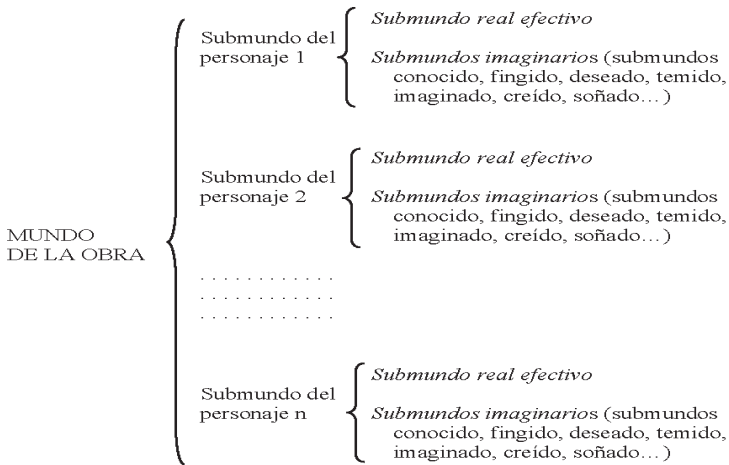 Submundo del
personaje 1
Submundo real efectivo
Submundos imaginarios (submundos
conocido, fingido, deseado, temido,
imaginado, creído, soñado...)
Submundo del
personaje 2
Submundo real efectivo
Submundos imaginarios (submundos
conocido, fingido, deseado, temido,
imaginado, creído, soñado...)
MUNDO
DE LA OBRA
. . . . . . . . . . . .
. . . . . . . . . . . .
. . . . . . . . . . . .
Submundo del
personaje n
Submundo real efectivo
Submundos imaginarios (submundos
conocido, fingido, deseado, temido,
imaginado, creído, soñado...)